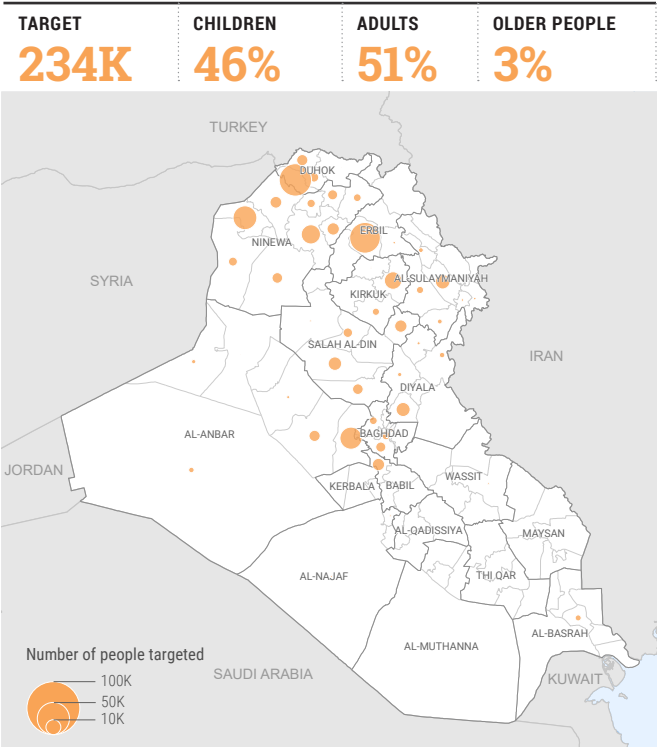 TARGET
234K
CHILDREN
46%
ADULTS
51%
OLDER PEOPLE
3%
TURKEY
DUHOK
ERBIL
NINEWA
AL-SULAYMANIYAH
SYRIA
KIRKUK
SALAH AL-DIN
IRAN
DIYALA
AL-ANBAR
BAGHDAD
JORDAN
WASSIT
KERBALA
BABIL
AL-QADISSIYA
MAYSAN
AL-NAJAF
THI QAR
AL-BASRAH
AL-MUTHANNA
Number of people targeted
SAUDI ARABIA
KUWAIT
100K
50K
10K